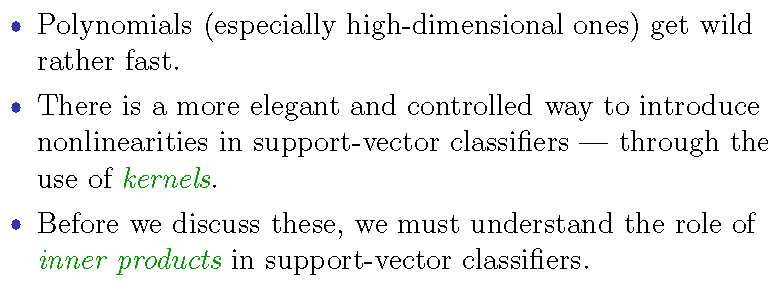 • Polynomials (especially high-dimensional ones) get wild
rather fast.
• There is a more elegant and controlled way to introduce
nonlinearities in support-vector classifiers — through the
use of kernels.
• Before we discuss these, we must understand the role of
inner products in support-vector classifiers.